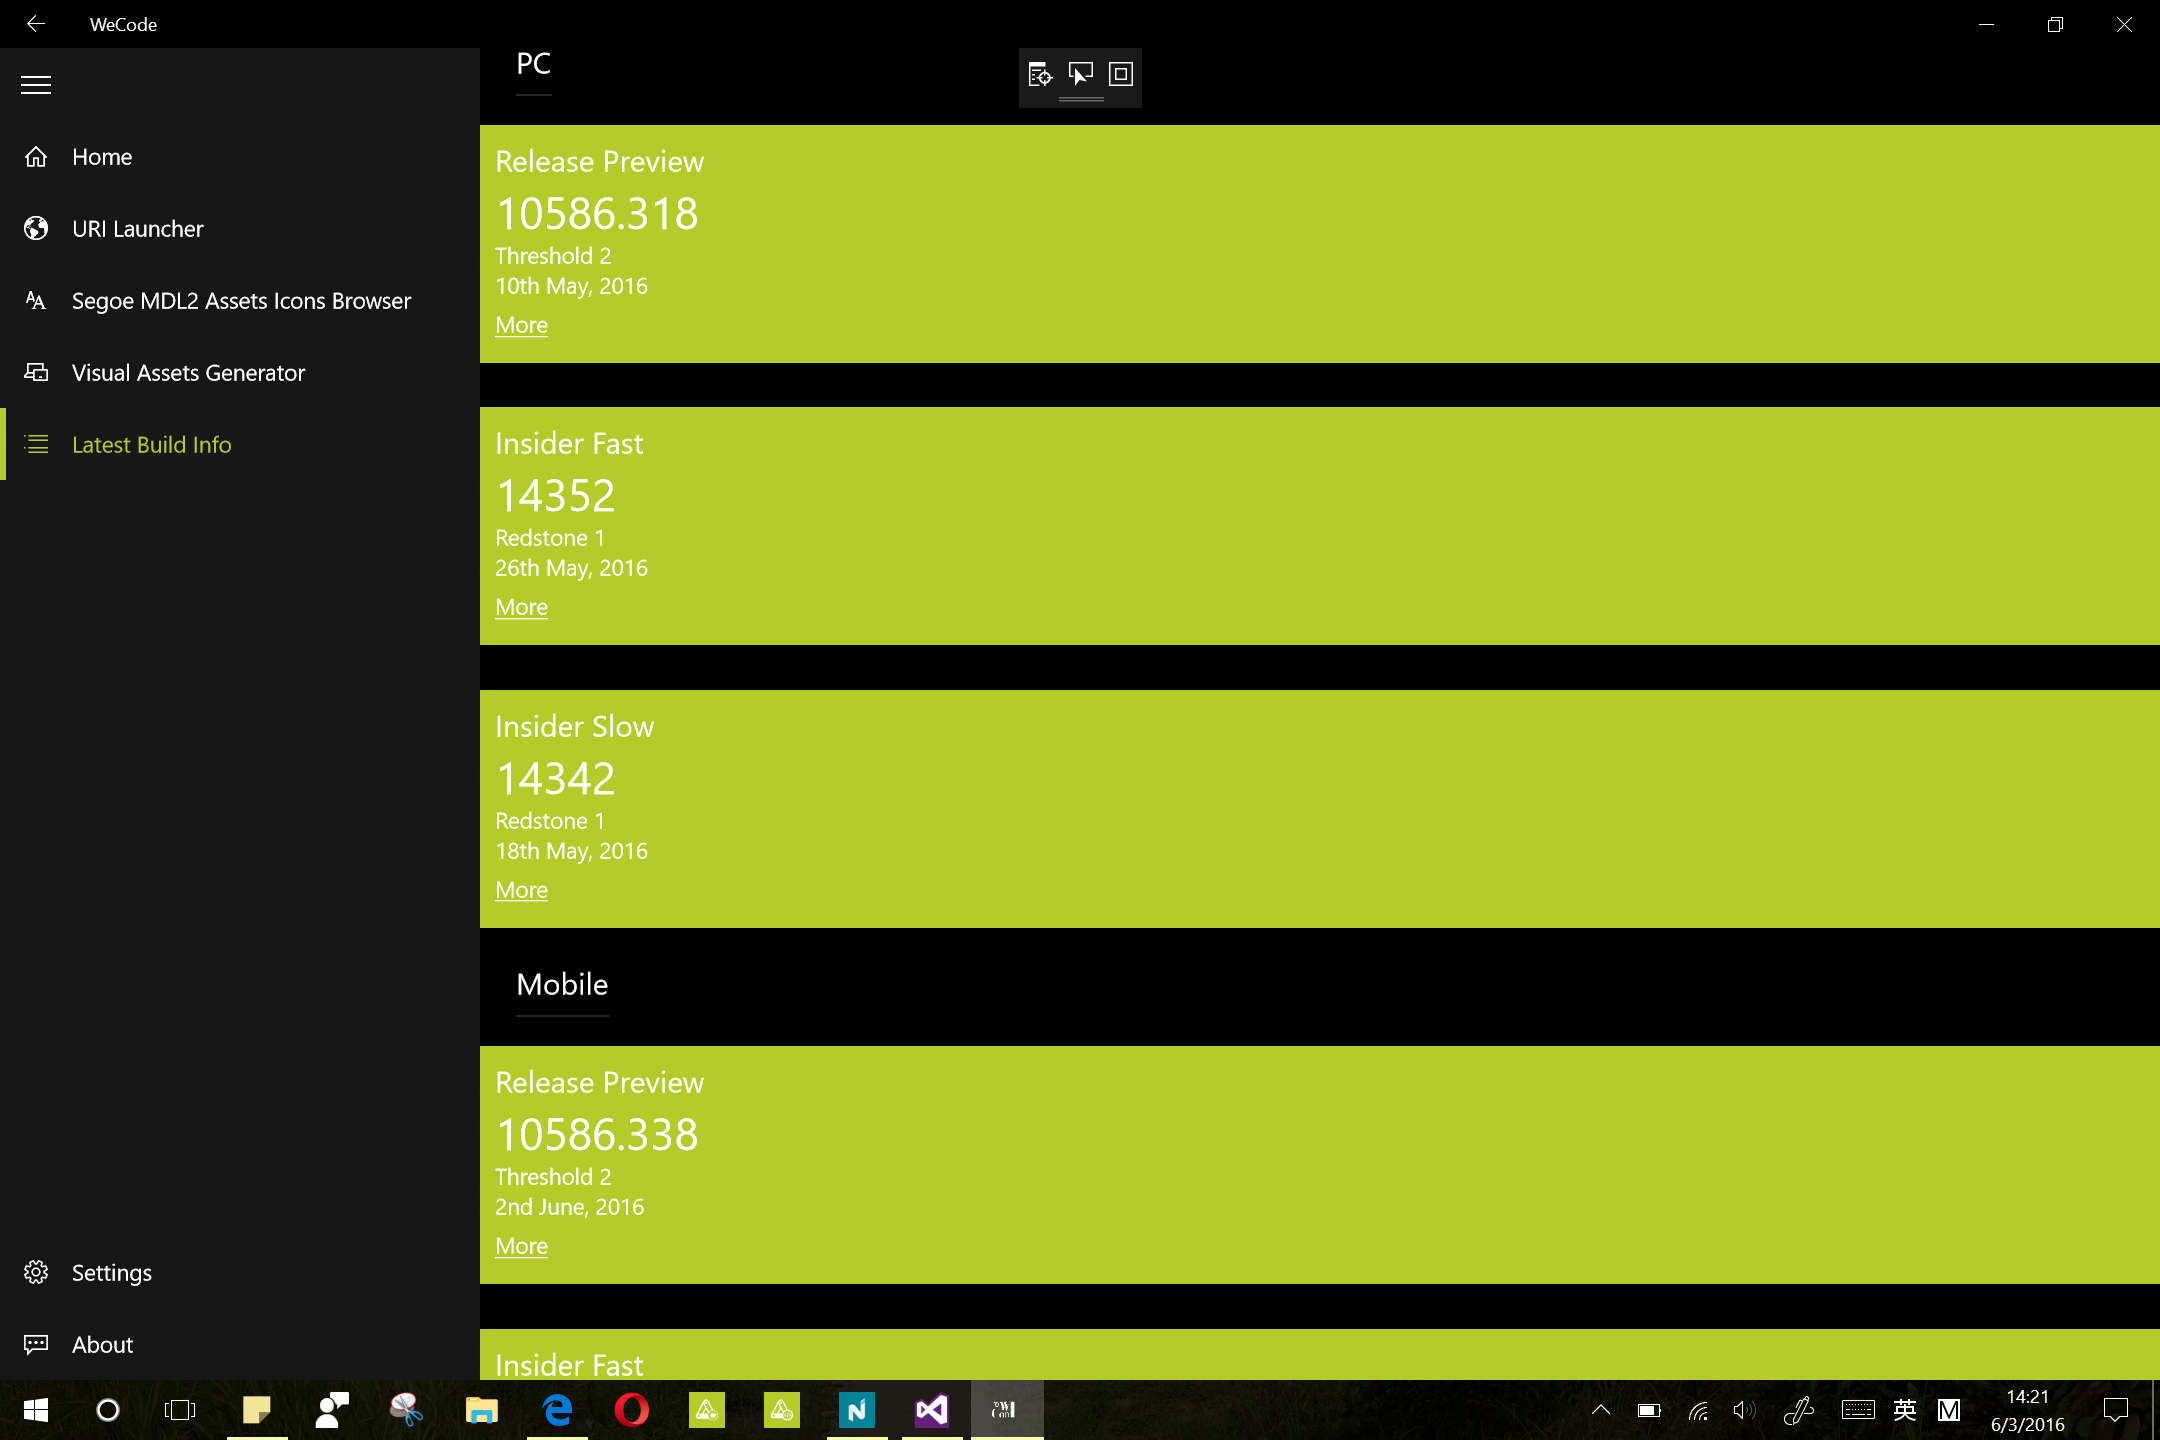 WeCode
Home
URI Launcher
Segoe MDL2 Assets Icons Browser
Visual Assets Generator
Latest Build Info
Settings
About
PC
Release Preview
10586.318
Threshold 2
10th May, 2016
More
Insider Fast
14352
Redstone 1
26th May, 2016
More
Insider Slow
14342
Redstone 1
18th May, 2016
More
Mobile
Release Preview
10586.338
Threshold 2
2nd June, 2016
More
Insider Fast
英
M
14:21
6/3/2016